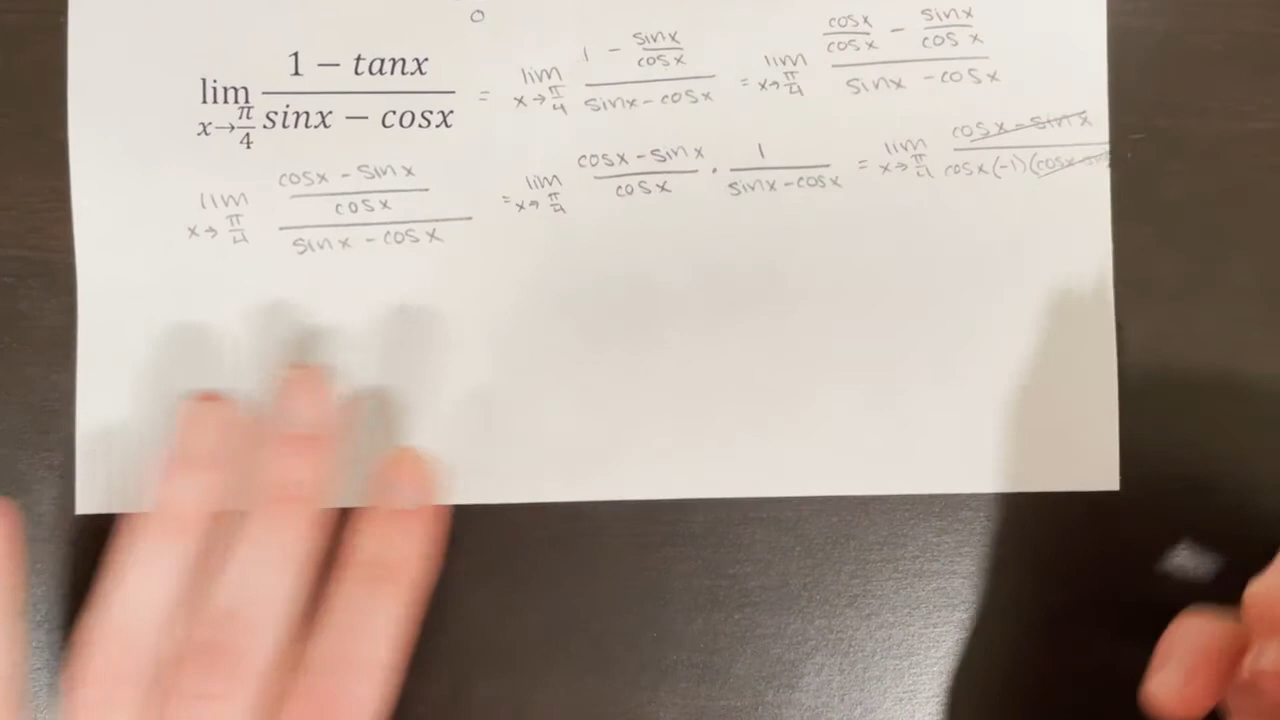 0
lim x→π/4 (1 − tanx)/(sinx − cosx) = lim x→π/4 (1 − sinx/cosx)/(sinx − cosx) = lim x→π/4 (cosx/cosx − sinx/cosx)/(sinx − cosx)
lim x→π/4 ((cosx − sinx)/cosx)/(sinx − cosx) = lim x→π/4 (cosx − sinx)/cosx · 1/(sinx − cosx) = lim x→π/4 (cosx − sinx)/(cosx(−1)(cosx −